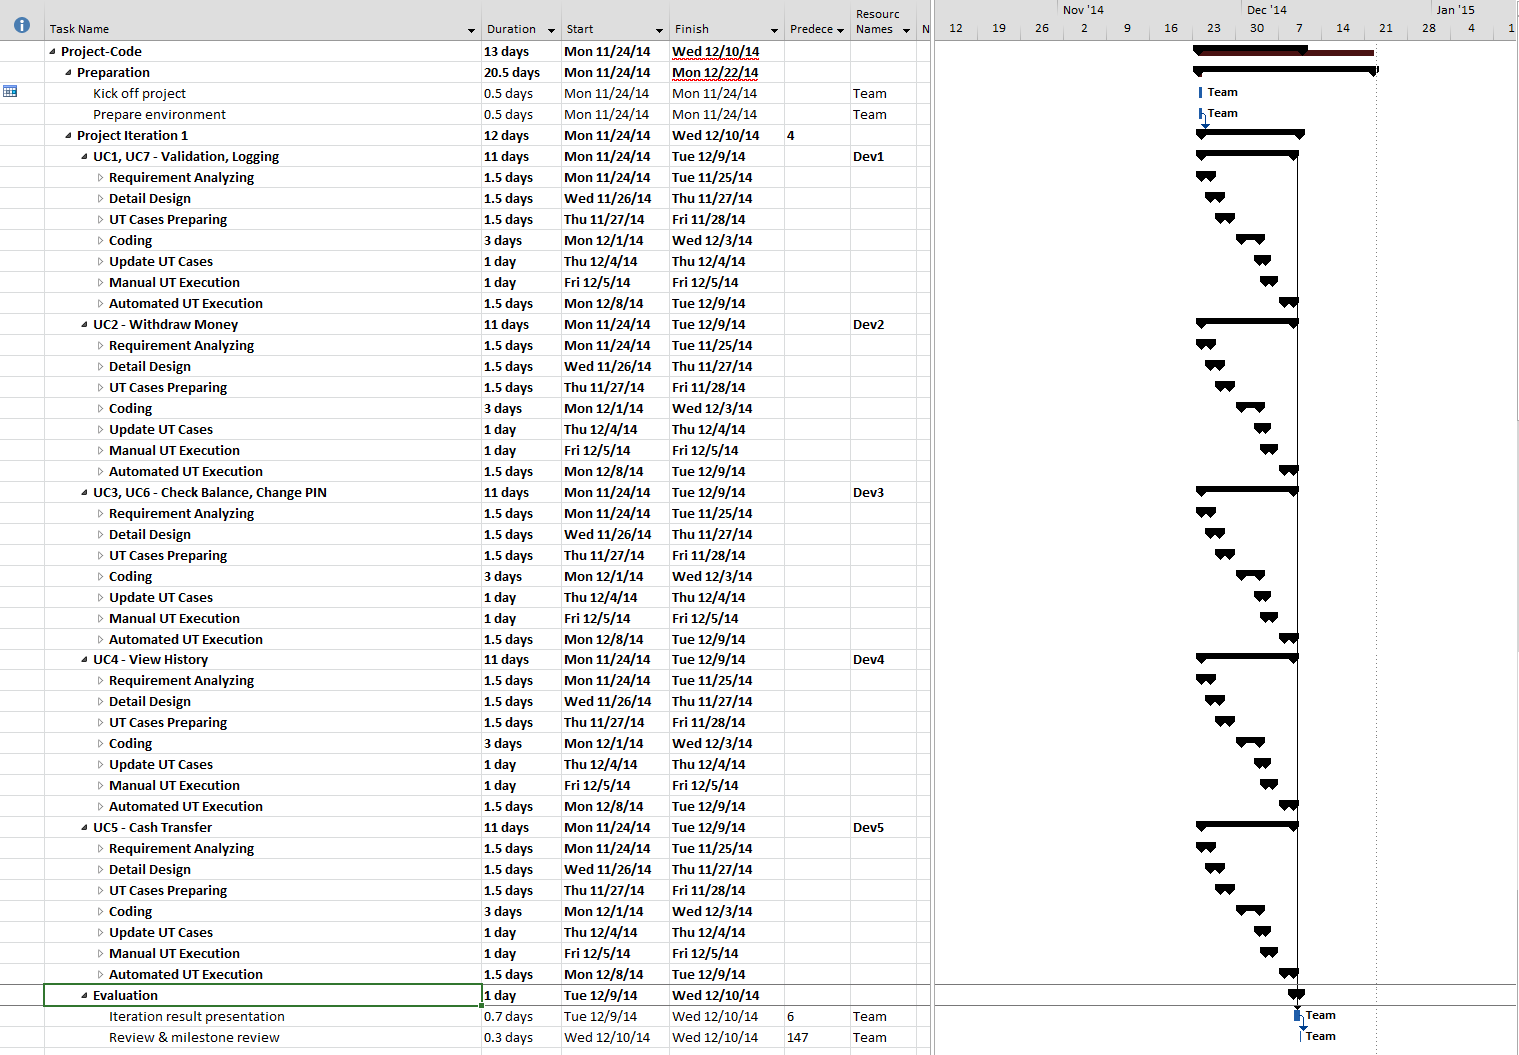 Task Name Duration Start Finish Predece Resourc Names N
Nov '14 Dec '14 Jan '15
12 19 26 2 9 16 23 30 7 14 21 28 4 1
Project-Code 13 days Mon 11/24/14 Wed 12/10/14
Preparation 20.5 days Mon 11/24/14 Mon 12/22/14
Kick off project 0.5 days Mon 11/24/14 Mon 11/24/14 Team Team
Prepare environment 0.5 days Mon 11/24/14 Mon 11/24/14 Team Team
Project Iteration 1 12 days Mon 11/24/14 Wed 12/10/14 4
UC1, UC7 - Validation, Logging 11 days Mon 11/24/14 Tue 12/9/14 Dev1
Requirement Analyzing 1.5 days Mon 11/24/14 Tue 11/25/14
Detail Design 1.5 days Wed 11/26/14 Thu 11/27/14
UT Cases Preparing 1.5 days Thu 11/27/14 Fri 11/28/14
Coding 3 days Mon 12/1/14 Wed 12/3/14
Update UT Cases 1 day Thu 12/4/14 Thu 12/4/14
Manual UT Execution 1 day Fri 12/5/14 Fri 12/5/14
Automated UT Execution 1.5 days Mon 12/8/14 Tue 12/9/14
UC2 - Withdraw Money 11 days Mon 11/24/14 Tue 12/9/14 Dev2
Requirement Analyzing 1.5 days Mon 11/24/14 Tue 11/25/14
Detail Design 1.5 days Wed 11/26/14 Thu 11/27/14
UT Cases Preparing 1.5 days Thu 11/27/14 Fri 11/28/14
Coding 3 days Mon 12/1/14 Wed 12/3/14
Update UT Cases 1 day Thu 12/4/14 Thu 12/4/14
Manual UT Execution 1 day Fri 12/5/14 Fri 12/5/14
Automated UT Execution 1.5 days Mon 12/8/14 Tue 12/9/14
UC3, UC6 - Check Balance, Change PIN 11 days Mon 11/24/14 Tue 12/9/14 Dev3
Requirement Analyzing 1.5 days Mon 11/24/14 Tue 11/25/14
Detail Design 1.5 days Wed 11/26/14 Thu 11/27/14
UT Cases Preparing 1.5 days Thu 11/27/14 Fri 11/28/14
Coding 3 days Mon 12/1/14 Wed 12/3/14
Update UT Cases 1 day Thu 12/4/14 Thu 12/4/14
Manual UT Execution 1 day Fri 12/5/14 Fri 12/5/14
Automated UT Execution 1.5 days Mon 12/8/14 Tue 12/9/14
UC4 - View History 11 days Mon 11/24/14 Tue 12/9/14 Dev4
Requirement Analyzing 1.5 days Mon 11/24/14 Tue 11/25/14
Detail Design 1.5 days Wed 11/26/14 Thu 11/27/14
UT Cases Preparing 1.5 days Thu 11/27/14 Fri 11/28/14
Coding 3 days Mon 12/1/14 Wed 12/3/14
Update UT Cases 1 day Thu 12/4/14 Thu 12/4/14
Manual UT Execution 1 day Fri 12/5/14 Fri 12/5/14
Automated UT Execution 1.5 days Mon 12/8/14 Tue 12/9/14
UC5 - Cash Transfer 11 days Mon 11/24/14 Tue 12/9/14 Dev5
Requirement Analyzing 1.5 days Mon 11/24/14 Tue 11/25/14
Detail Design 1.5 days Wed 11/26/14 Thu 11/27/14
UT Cases Preparing 1.5 days Thu 11/27/14 Fri 11/28/14
Coding 3 days Mon 12/1/14 Wed 12/3/14
Update UT Cases 1 day Thu 12/4/14 Thu 12/4/14
Manual UT Execution 1 day Fri 12/5/14 Fri 12/5/14
Automated UT Execution 1.5 days Mon 12/8/14 Tue 12/9/14
Evaluation 1 day Tue 12/9/14 Wed 12/10/14
Iteration result presentation 0.7 days Tue 12/9/14 Wed 12/10/14 6 Team Team
Review & milestone review 0.3 days Wed 12/10/14 Wed 12/10/14 147 Team Team